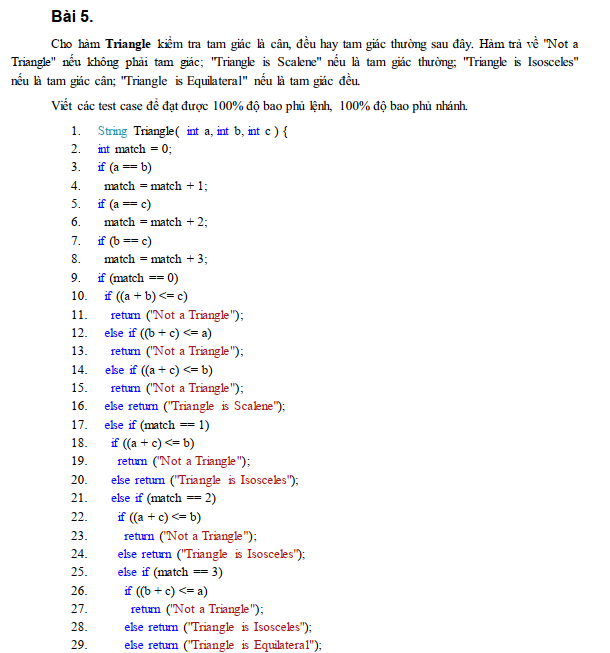 Bài 5.
Cho hàm Triangle kiểm tra tam giác là cân, đều hay tam giác thường sau đây. Hàm trả về "Not a
Triangle" nếu không phải tam giác; "Triangle is Scalene" nếu là tam giác thường; "Triangle is Isosceles"
nếu là tam giác cân; "Triangle is Equilateral" nếu là tam giác đều.
Viết các test case để đạt được 100% độ bao phủ lệnh, 100% độ bao phủ nhánh.
1. String Triangle( int a, int b, int c ) {
2. int match = 0;
3. if (a == b)
4. match = match + 1;
5. if (a == c)
6. match = match + 2;
7. if (b == c)
8. match = match + 3;
9. if (match == 0)
10. if ((a + b) <= c)
11. return ("Not a Triangle");
12. else if ((b + c) <= a)
13. return ("Not a Triangle");
14. else if ((a + c) <= b)
15. return ("Not a Triangle");
16. else return ("Triangle is Scalene");
17. else if (match == 1)
18. if ((a + c) <= b)
19. return ("Not a Triangle");
20. else return ("Triangle is Isosceles");
21. else if (match == 2)
22. if ((a + c) <= b)
23. return ("Not a Triangle");
24. else return ("Triangle is Isosceles");
25. else if (match == 3)
26. if ((b + c) <= a)
27. return ("Not a Triangle");
28. else return ("Triangle is Isosceles");
29. else return ("Triangle is Equilateral");